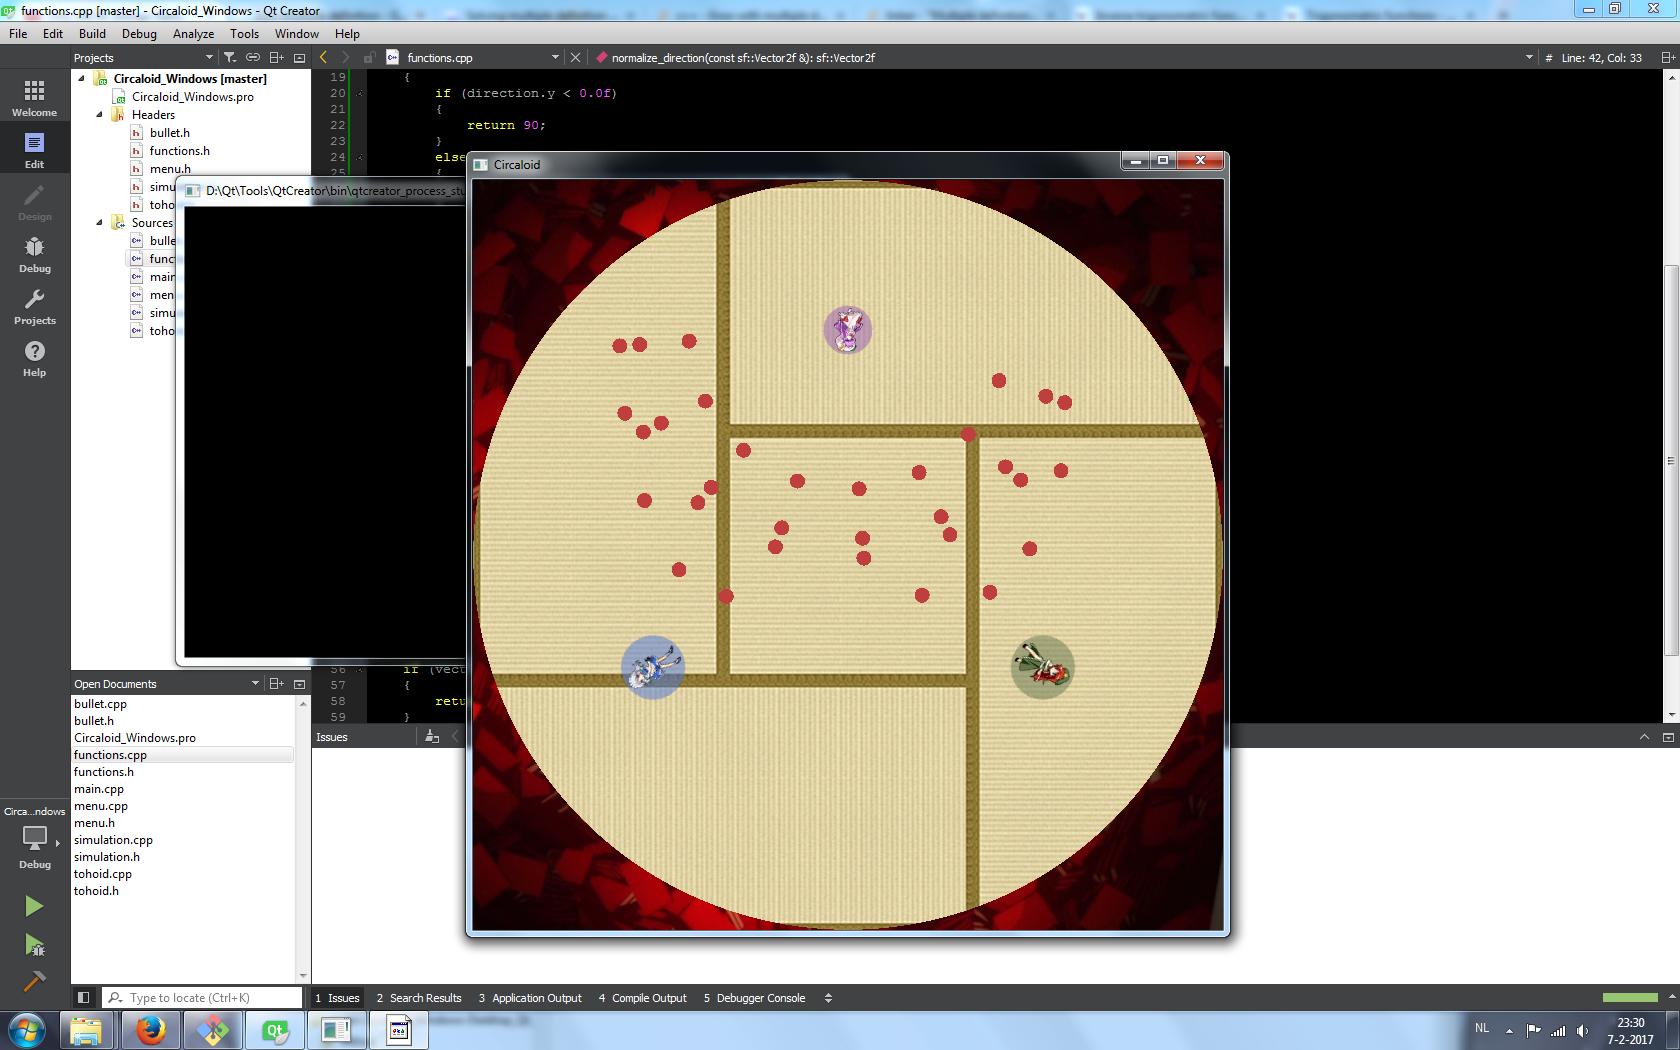 functions.cpp [master] - Circaloid_Windows - Qt Creator
File Edit Build Debug Analyze Tools Window Help
Projects
functions.cpp
normalize_direction(const sf::Vector2f &): sf::Vector2f
# Line: 42, Col: 33
Welcome
Edit
Design
Debug
Projects
Help
Circaloid_Windows [master]
Circaloid_Windows.pro
Headers
bullet.h
functions.h
menu.h
simu
toho
Sources
bulle
func
main
men
simu
toho
19 {
20 if (direction.y < 0.0f)
21 {
22 return 90;
23 }
24 else
25 {
Circaloid
D:\Qt\Tools\QtCreator\bin\qtcreator_process_stu
56 if (vect
57 {
58 retu
59 }
Open Documents
bullet.cpp
bullet.h
Circaloid_Windows.pro
functions.cpp
functions.h
main.cpp
menu.cpp
menu.h
simulation.cpp
simulation.h
tohoid.cpp
tohoid.h
Issues
Circa...ndows
Debug
Type to locate (Ctrl+K)
1 Issues 2 Search Results 3 Application Output 4 Compile Output 5 Debugger Console
Qt
NL
23:30
7-2-2017